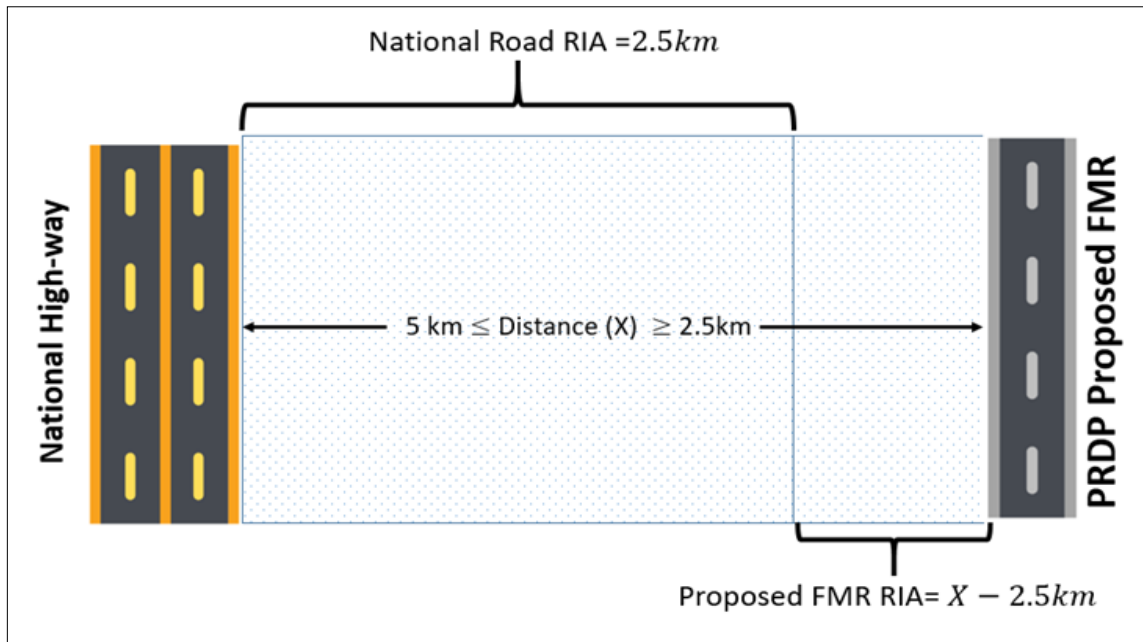 National Road RIA =2.5km
National High-way
5 km ≤ Distance (X) ≥ 2.5km
PRDP Proposed FMR
Proposed FMR RIA= X − 2.5km